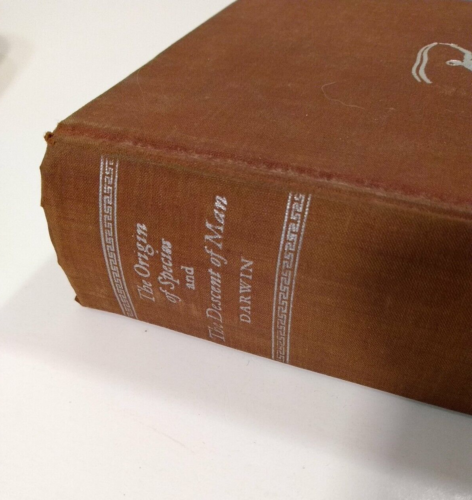 The Origin
of Species
and
The Descent of Man
DARWIN